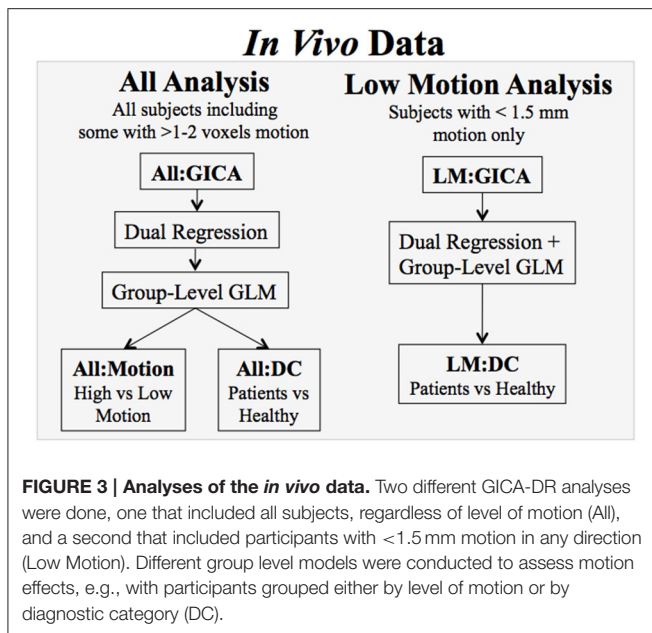 In Vivo Data
All Analysis
All subjects including
some with >1-2 voxels motion
All:GICA
Dual Regression
Group-Level GLM
All:Motion
High vs Low
Motion
All:DC
Patients vs
Healthy
Low Motion Analysis
Subjects with < 1.5 mm
motion only
LM:GICA
Dual Regression +
Group-Level GLM
LM:DC
Patients vs Healthy
FIGURE 3 | Analyses of the in vivo data. Two different GICA-DR analyses
were done, one that included all subjects, regardless of level of motion (All),
and a second that included participants with <1.5 mm motion in any direction
(Low Motion). Different group level models were conducted to assess motion
effects, e.g., with participants grouped either by level of motion or by
diagnostic category (DC).